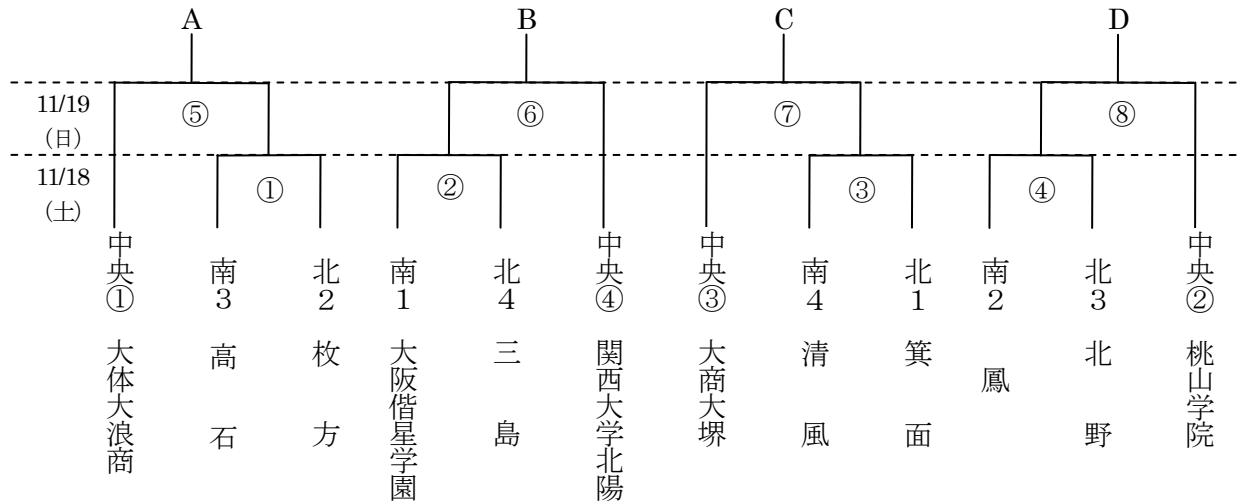 A
B
C
D
11/19
(日)
⑤
⑥
⑦
⑧
11/18
(土)
①
②
③
④
中央① 大体大浪商
南3 高石
北2 枚方
南1 大阪偕星学園
北4 三島
中央④ 関西大学北陽
中央③ 大商大堺
南4 清風
北1 箕面
南2 鳳
北3 北野
中央② 桃山学院